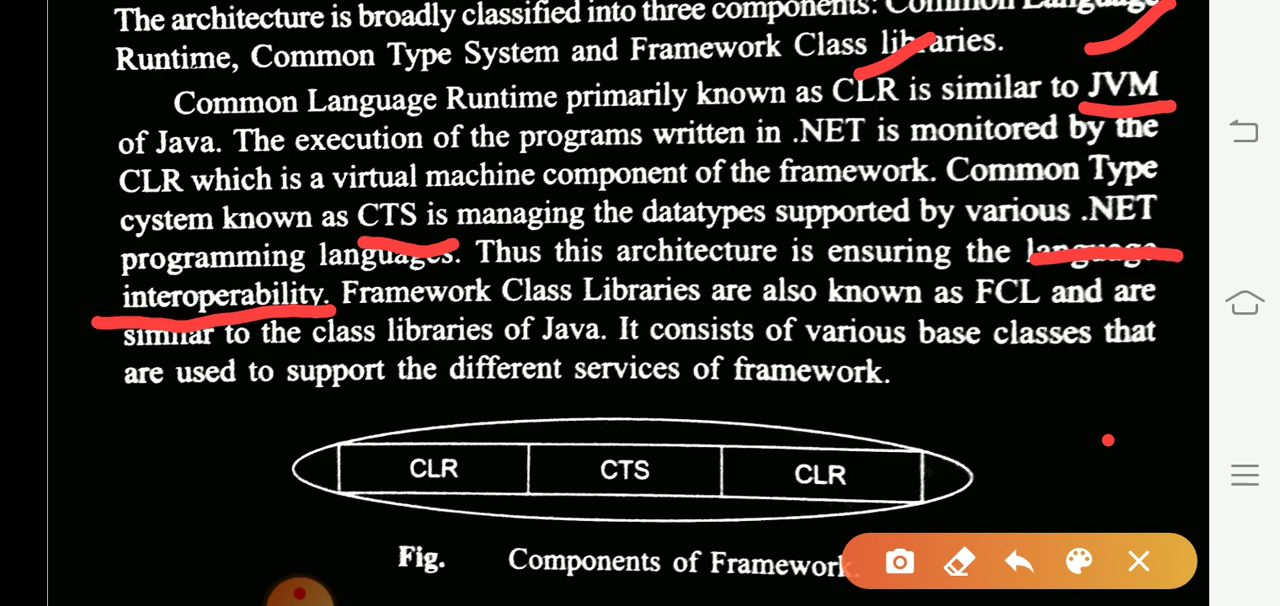 The architecture is broadly classified into three components: Common Language
Runtime, Common Type System and Framework Class libraries.
Common Language Runtime primarily known as CLR is similar to JVM
of Java. The execution of the programs written in .NET is monitored by the
CLR which is a virtual machine component of the framework. Common Type
cystem known as CTS is managing the datatypes supported by various .NET
programming languages. Thus this architecture is ensuring the language
interoperability. Framework Class Libraries are also known as FCL and are
similar to the class libraries of Java. It consists of various base classes that
are used to support the different services of framework.
CLR CTS CLR
Fig. Components of Framework.